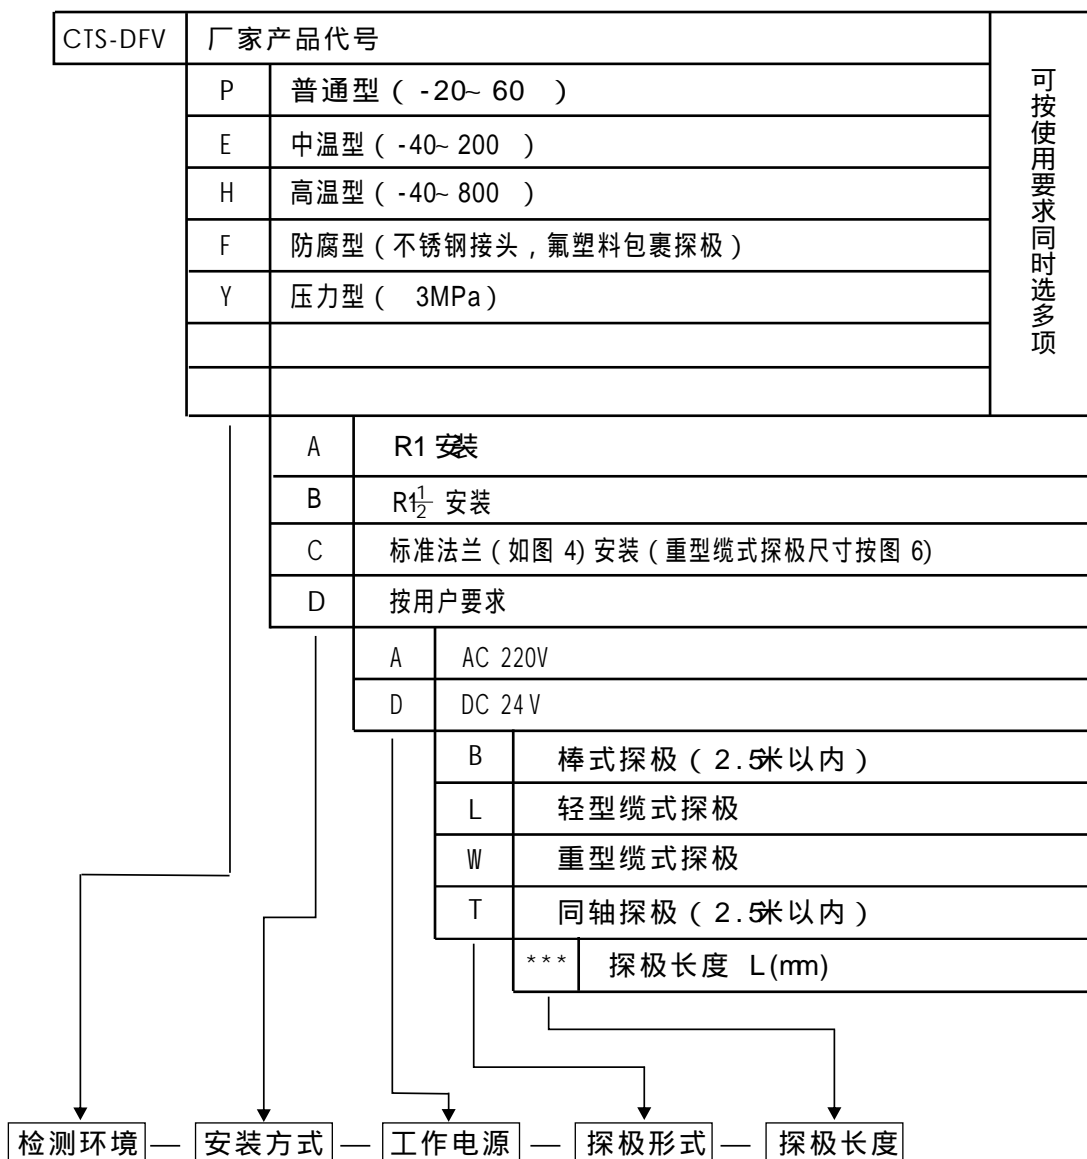 CTS-DFV 厂家产品代号
P 普通型 ( -20~ 60 )
E 中温型 ( -40~ 200 )
H 高温型 ( -40~ 800 )
F 防腐型 ( 不锈钢接头 , 氟塑料包裹探极 )
Y 压力型 ( 3MPa )
可按使用要求同时选多项
A R1 安装
B R1½ 安装
C 标准法兰 ( 如图 4) 安装 ( 重型缆式探极尺寸按图 6)
D 按用户要求
A AC 220V
D DC 24 V
B 棒式探极 ( 2.5米以内 )
L 轻型缆式探极
W 重型缆式探极
T 同轴探极 ( 2.5米以内 )
*** 探极长度 L(mm)
检测环境 — 安装方式 — 工作电源 — 探极形式 — 探极长度